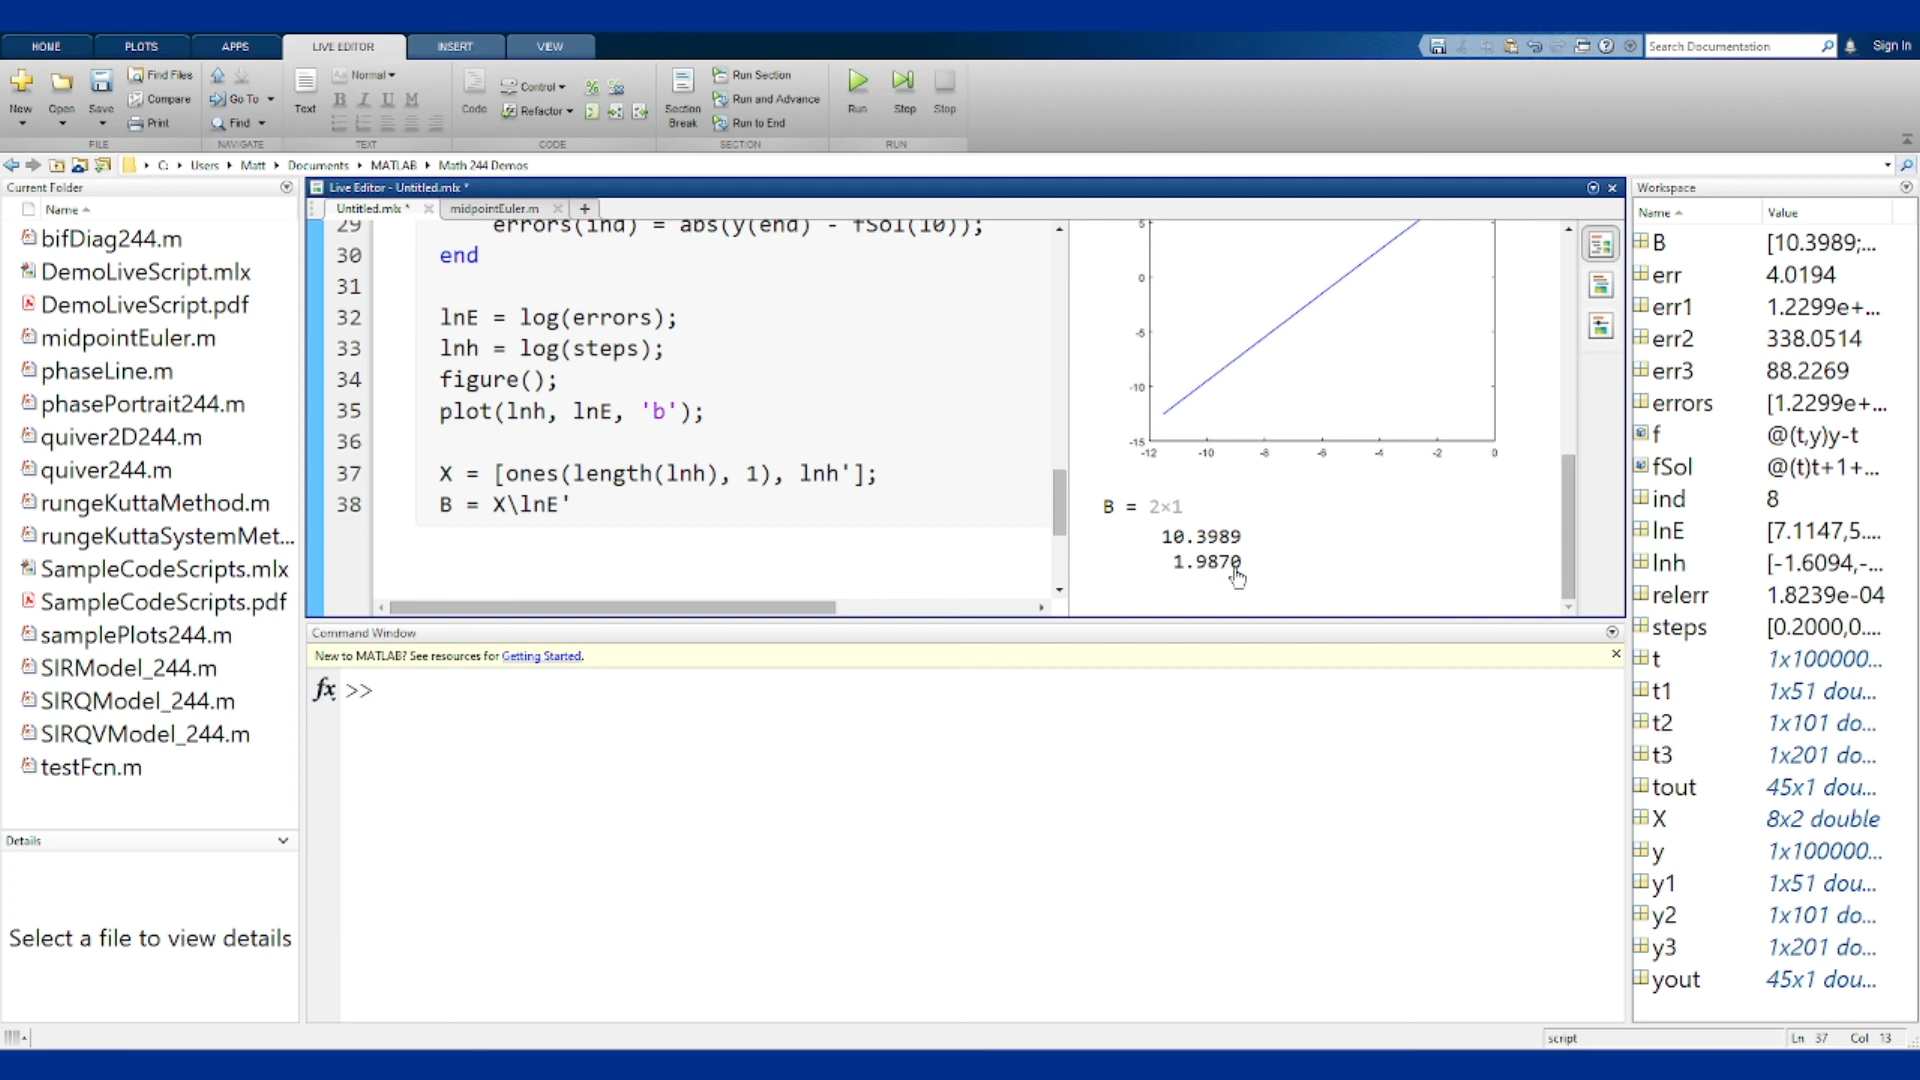 HOME PLOTS APPS LIVE EDITOR INSERT VIEW Search Documentation Sign In
New Open Save Find Files Compare Print Go To Find Text Normal B I U M Code Control Refactor Section Break Run Section Run and Advance Run to End Run Step Stop
FILE NAVIGATE TEXT CODE SECTION RUN
C: Users Matt Documents MATLAB Math 244 Demos
Current Folder
Name
bifDiag244.m
DemoLiveScript.mlx
DemoLiveScript.pdf
midpointEuler.m
phaseLine.m
phasePortrait244.m
quiver2D244.m
quiver244.m
rungeKuttaMethod.m
rungeKuttaSystemMet...
SampleCodeScripts.mlx
SampleCodeScripts.pdf
samplePlots244.m
SIRModel_244.m
SIRQModel_244.m
SIRQVModel_244.m
testFcn.m
Details
Select a file to view details
Live Editor - Untitled.mlx *
Untitled.mlx * midpointEuler.m +
29 errors(ind) = abs(y(end) - fSol(10));
30 end
31
32 lnE = log(errors);
33 lnh = log(steps);
34 figure();
35 plot(lnh, lnE, 'b');
36
37 X = [ones(length(lnh), 1), lnh'];
38 B = X\lnE'
5
0
-5
-10
-15
-12 -10 -8 -6 -4 -2 0
B = 2×1
10.3989
1.9870
Command Window
New to MATLAB? See resources for Getting Started.
fx >>
Workspace
Name Value
B [10.3989;...
err 4.0194
err1 1.2299e+...
err2 338.0514
err3 88.2269
errors [1.2299e+...
f @(t,y)y-t
fSol @(t)t+1+...
ind 8
lnE [7.1147,5....
lnh [-1.6094,-...
relerr 1.8239e-04
steps [0.2000,0....
t 1x100000...
t1 1x51 dou...
t2 1x101 do...
t3 1x201 do...
tout 45x1 dou...
X 8x2 double
y 1x100000...
y1 1x51 dou...
y2 1x101 do...
y3 1x201 do...
yout 45x1 dou...
script Ln 37 Col 13